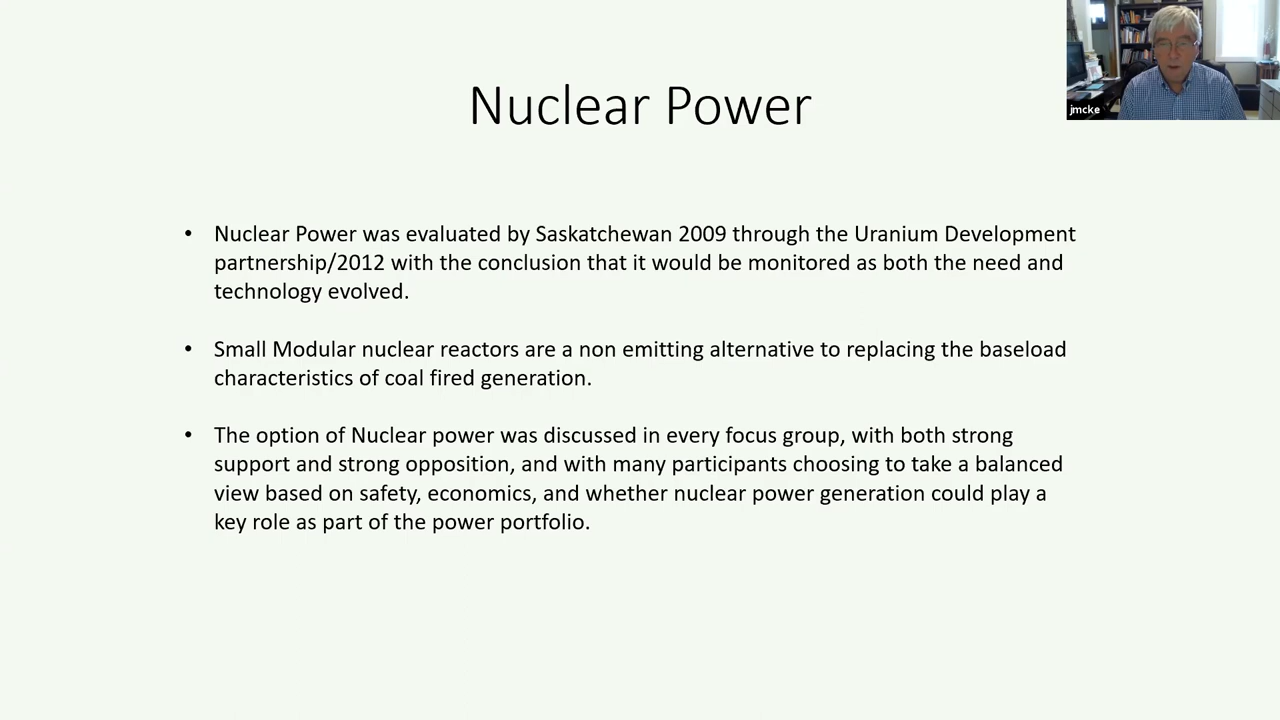 jmcke
Nuclear Power
• Nuclear Power was evaluated by Saskatchewan 2009 through the Uranium Development
partnership/2012 with the conclusion that it would be monitored as both the need and
technology evolved.
• Small Modular nuclear reactors are a non emitting alternative to replacing the baseload
characteristics of coal fired generation.
• The option of Nuclear power was discussed in every focus group, with both strong
support and strong opposition, and with many participants choosing to take a balanced
view based on safety, economics, and whether nuclear power generation could play a
key role as part of the power portfolio.